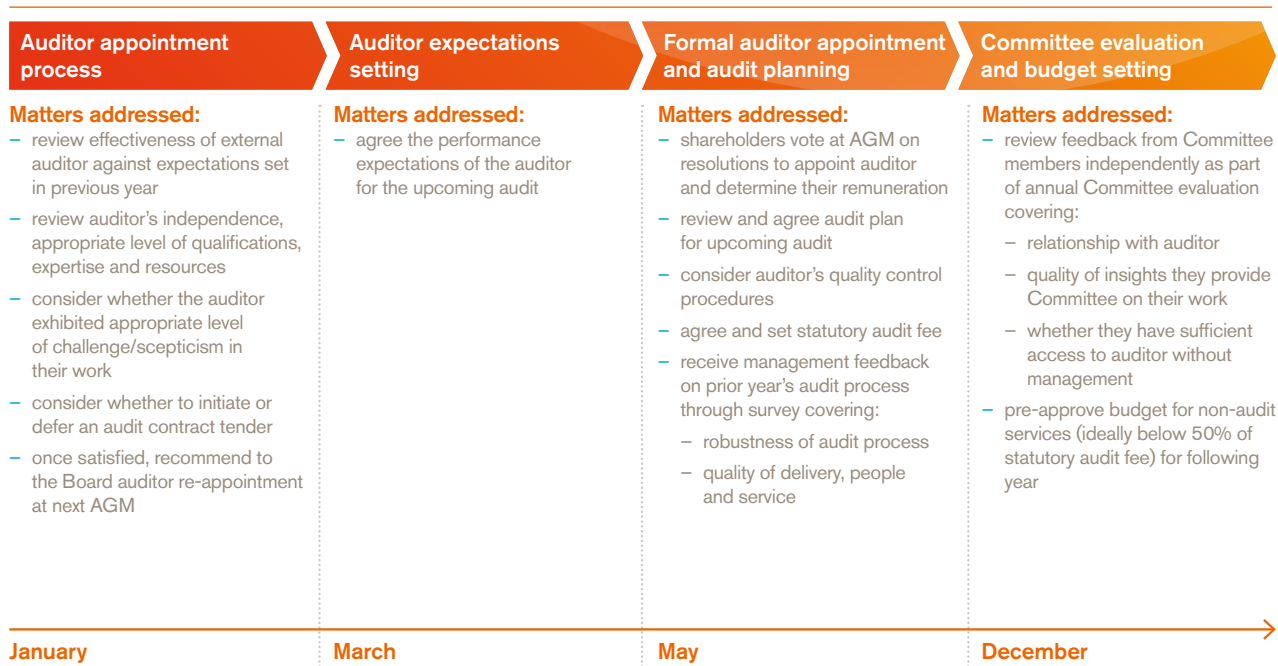 Auditor appointment
process
Matters addressed:
– review effectiveness of external
auditor against expectations set
in previous year
– review auditor's independence,
appropriate level of qualifications,
expertise and resources
– consider whether the auditor
exhibited appropriate level
of challenge/scepticism in
their work
– consider whether to initiate or
defer an audit contract tender
– once satisfied, recommend to
the Board auditor re-appointment
at next AGM
January
Auditor expectations
setting
Matters addressed:
– agree the performance
expectations of the auditor
for the upcoming audit
March
Formal auditor appointment
and audit planning
Matters addressed:
– shareholders vote at AGM on
resolutions to appoint auditor
and determine their remuneration
– review and agree audit plan
for upcoming audit
– consider auditor's quality control
procedures
– agree and set statutory audit fee
– receive management feedback
on prior year's audit process
through survey covering:
– robustness of audit process
– quality of delivery, people
and service
May
Committee evaluation
and budget setting
Matters addressed:
– review feedback from Committee
members independently as part
of annual Committee evaluation
covering:
– relationship with auditor
– quality of insights they provide
Committee on their work
– whether they have sufficient
access to auditor without
management
– pre-approve budget for non-audit
services (ideally below 50% of
statutory audit fee) for following
year
December